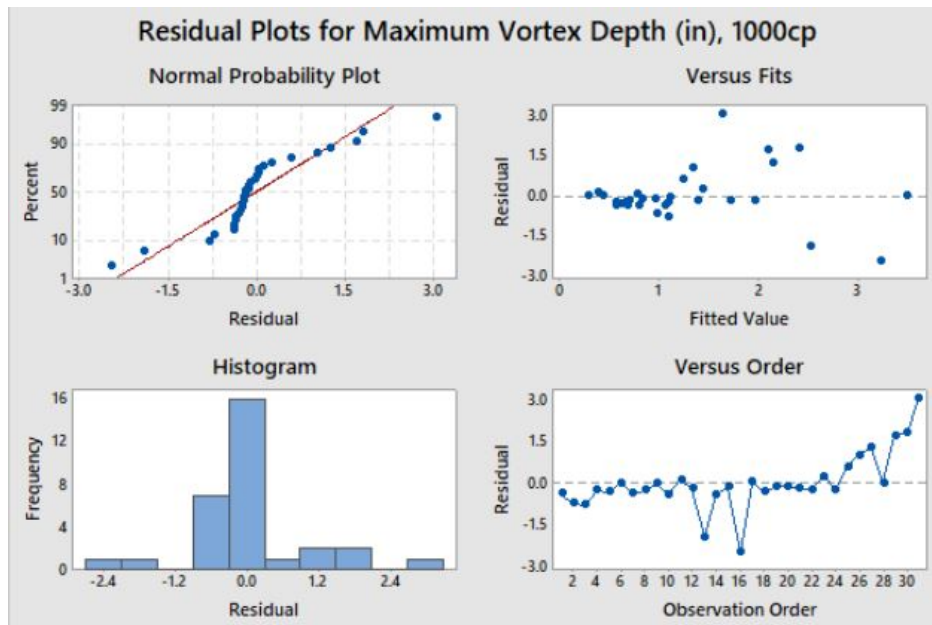 Residual Plots for Maximum Vortex Depth (in), 1000cp
Normal Probability Plot
99
90
50
10
1
Percent
-3.0 -1.5 0.0 1.5 3.0
Residual
Versus Fits
3.0
1.5
0.0
-1.5
-3.0
Residual
0 1 2 3
Fitted Value
Histogram
16
12
8
4
0
Frequency
-2.4 -1.2 0.0 1.2 2.4
Residual
Versus Order
3.0
1.5
0.0
-1.5
-3.0
Residual
2 4 6 8 10 12 14 16 18 20 22 24 26 28 30
Observation Order